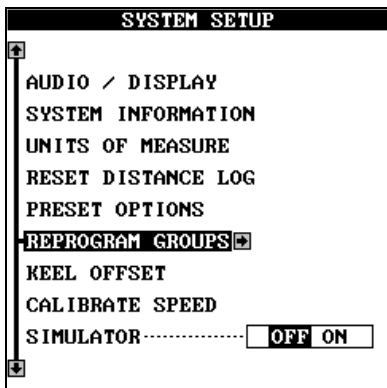 SYSTEM SETUP
AUDIO / DISPLAY
SYSTEM INFORMATION
UNITS OF MEASURE
RESET DISTANCE LOG
PRESET OPTIONS
REPROGRAM GROUPS
KEEL OFFSET
CALIBRATE SPEED
SIMULATOR ............... OFF ON